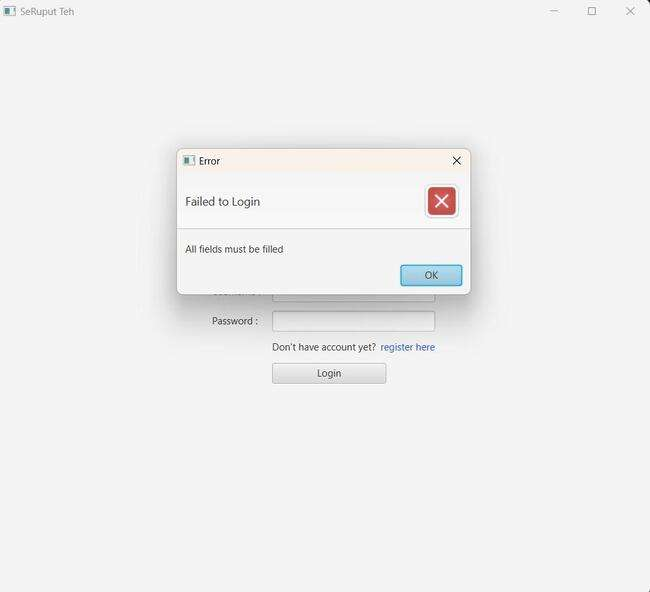 SeRuput Teh
Error
Failed to Login
All fields must be filled
OK
Password :
Don't have account yet? register here
Login